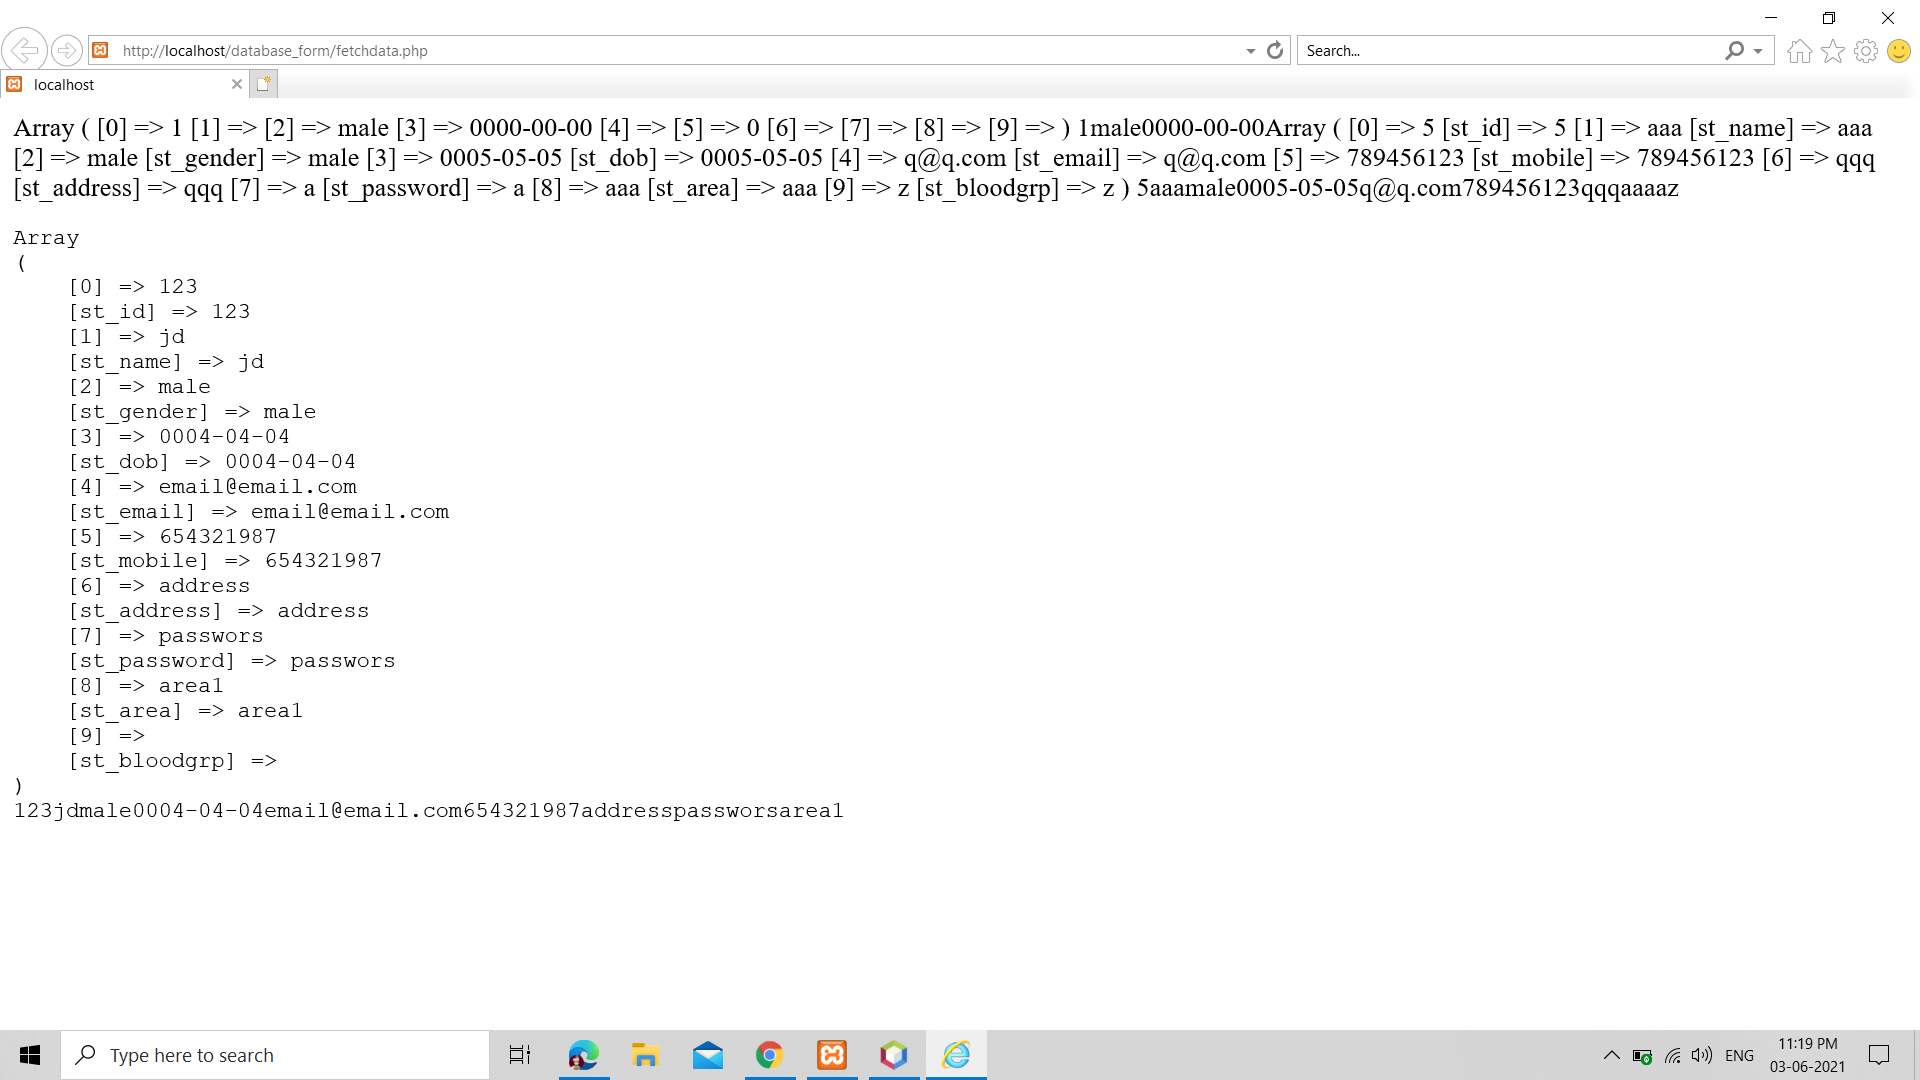 http://localhost/database_form/fetchdata.php
Search...
localhost
Array ( [0] => 1 [1] => [2] => male [3] => 0000-00-00 [4] => [5] => 0 [6] => [7] => [8] => [9] => ) 1male0000-00-00Array ( [0] => 5 [st_id] => 5 [1] => aaa [st_name] => aaa
[2] => male [st_gender] => male [3] => 0005-05-05 [st_dob] => 0005-05-05 [4] => q@q.com [st_email] => q@q.com [5] => 789456123 [st_mobile] => 789456123 [6] => qqq
[st_address] => qqq [7] => a [st_password] => a [8] => aaa [st_area] => aaa [9] => z [st_bloodgrp] => z ) 5aaamale0005-05-05q@q.com789456123qqqaaaaz
Array
(
[0] => 123
[st_id] => 123
[1] => jd
[st_name] => jd
[2] => male
[st_gender] => male
[3] => 0004-04-04
[st_dob] => 0004-04-04
[4] => email@email.com
[st_email] => email@email.com
[5] => 654321987
[st_mobile] => 654321987
[6] => address
[st_address] => address
[7] => passwors
[st_password] => passwors
[8] => area1
[st_area] => area1
[9] =>
[st_bloodgrp] =>
)
123jdmale0004-04-04email@email.com654321987addresspassworsarea1
Type here to search
ENG
11:19 PM
03-06-2021